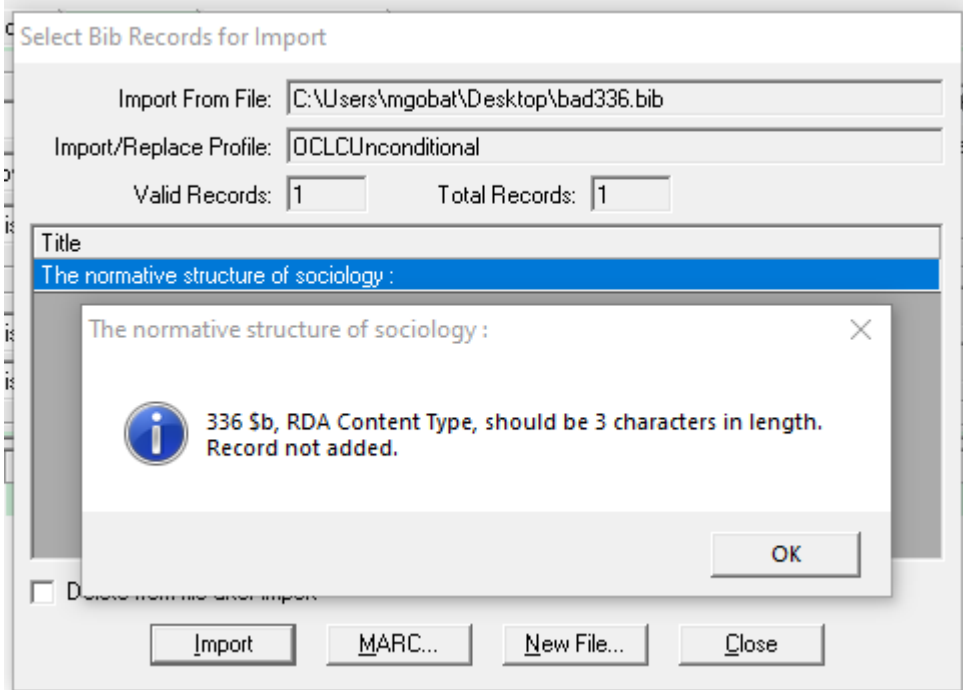 Select Bib Records for Import
Import From File: C:\Users\mgobat\Desktop\bad336.bib
Import/Replace Profile: OCLCUnconditional
Valid Records: 1 Total Records: 1
Title
The normative structure of sociology :
The normative structure of sociology :
336 $b, RDA Content Type, should be 3 characters in length.
Record not added.
OK
Import MARC... New File... Close